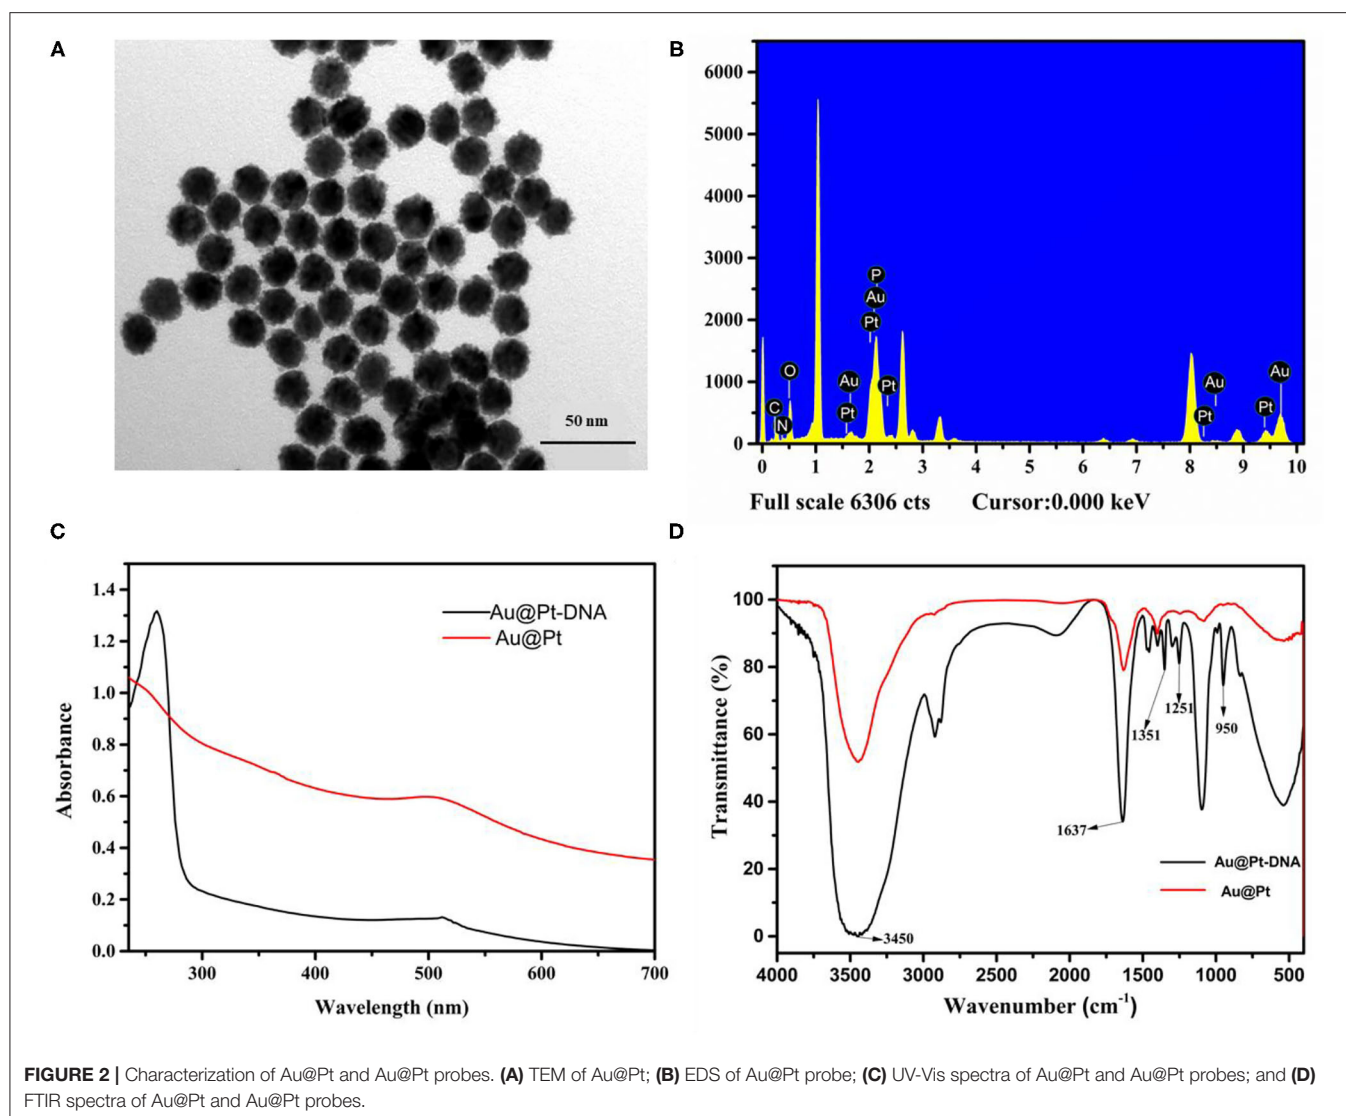 A
50 nm
B
6000
5000
4000
3000
2000
1000
0
C
N
O
Au
Pt
P
Au
Pt
Pt
Au
Pt
Pt
Au
0 1 2 3 4 5 6 7 8 9 10
Full scale 6306 cts Cursor:0.000 keV
C
Absorbance
1.4
1.2
1.0
0.8
0.6
0.4
0.2
0.0
Au@Pt-DNA
Au@Pt
300 400 500 600 700
Wavelength (nm)
D
Transmittance (%)
100
80
60
40
20
0
1637
3450
1351
1251
950
Au@Pt-DNA
Au@Pt
4000 3500 3000 2500 2000 1500 1000 500
Wavenumber (cm-1)
FIGURE 2 | Characterization of Au@Pt and Au@Pt probes. (A) TEM of Au@Pt; (B) EDS of Au@Pt probe; (C) UV-Vis spectra of Au@Pt and Au@Pt probes; and (D)
FTIR spectra of Au@Pt and Au@Pt probes.